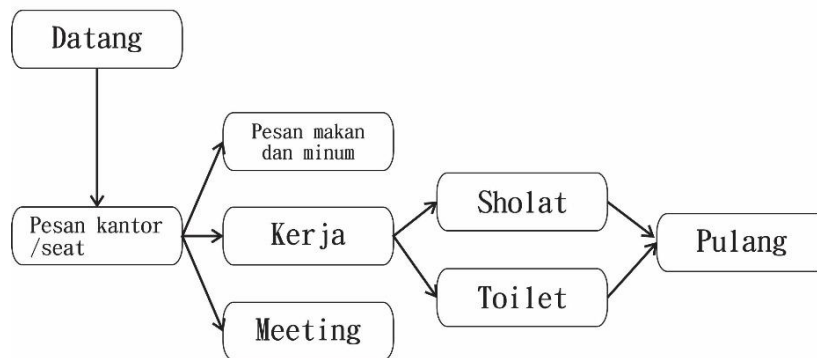 Datang
Pesan makan
dan minum
Pesan kantor
/seat
Kerja
Meeting
Sholat
Toilet
Pulang